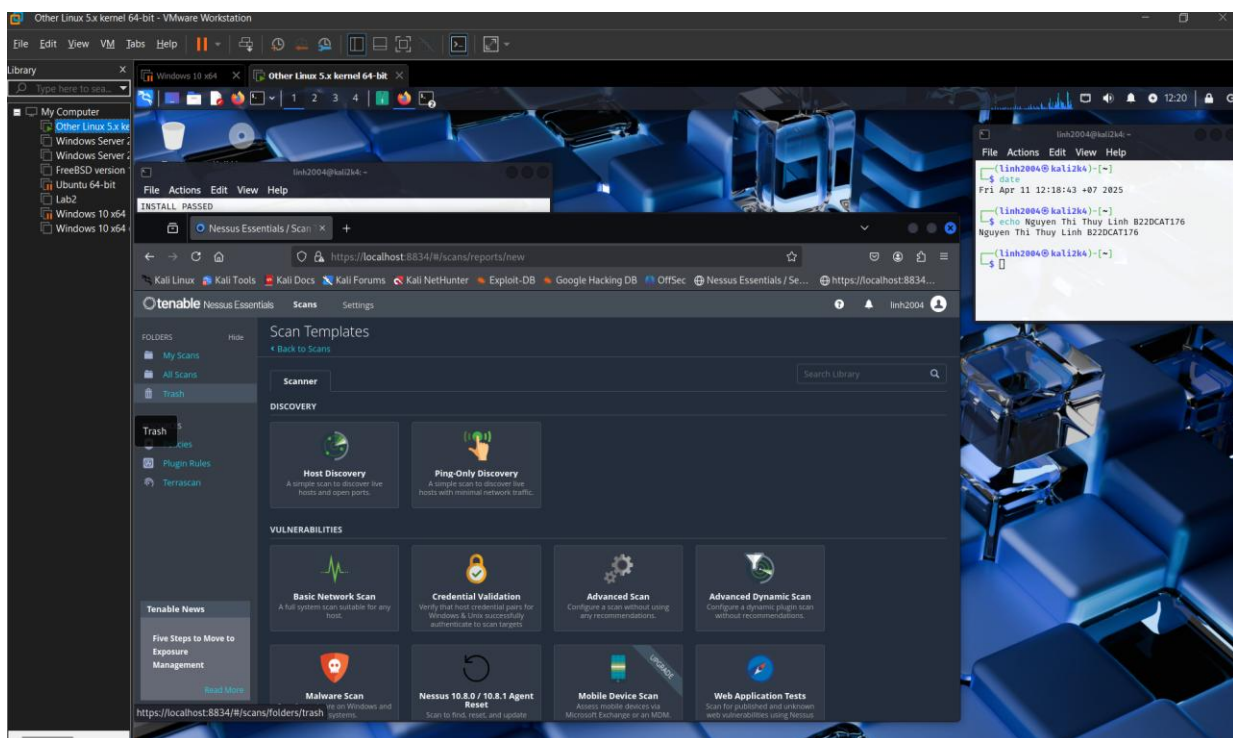 Other Linux 5.x kernel 64-bit - VMware Workstation
File Edit View VM Tabs Help
Library
Type here to sea...
My Computer
Other Linux 5.x ke
Windows Server 2
Windows Server 2
FreeBSD version
Ubuntu 64-bit
Lab2
Windows 10 x64
Windows 10 x64
Windows 10 x64
Other Linux 5.x kernel 64-bit
1 2 3 4
12:20
linh2004@kali2k4: ~
File Actions Edit View Help
INSTALL PASSED
Nessus Essentials / Scan
https://localhost:8834/#/scans/reports/new
Kali Linux Kali Tools Kali Docs Kali Forums Kali NetHunter Exploit-DB Google Hacking DB OffSec Nessus Essentials / Se... https://localhost:8834...
tenable Nessus Essentials Scans Settings linh2004
FOLDERS Hide
My Scans
All Scans
Trash
Trash
Plugin Rules
Terrascan
Tenable News
Five Steps to Move to
Exposure
Management
Read More
https://localhost:8834/#/scans/folders/trash
Scan Templates
Back to Scans
Scanner
Search Library
DISCOVERY
Host Discovery
A simple scan to discover live
hosts and open ports.
Ping-Only Discovery
A simple scan to discover live
hosts with minimal network traffic.
VULNERABILITIES
Basic Network Scan
A full system scan suitable for any
host.
Credential Validation
Verify that host credential pairs for
Windows & Unix successfully
authenticate to scan targets
Advanced Scan
Configure a scan without using
any recommendations.
Advanced Dynamic Scan
Configure a dynamic plugin scan
without recommendations.
Malware Scan
on Windows and
systems.
Nessus 10.8.0 / 10.8.1 Agent
Reset
Scan to find, reset, and update
UPGRADE
Mobile Device Scan
Assess mobile devices via
Microsoft Exchange or an MDM.
Web Application Tests
Scan for published and unknown
web vulnerabilities using Nessus
linh2004@kali2k4: ~
File Actions Edit View Help
(linh2004㉿kali2k4)-[~]
$ date
Fri Apr 11 12:18:43 +07 2025
(linh2004㉿kali2k4)-[~]
$ echo Nguyen Thi Thuy Linh B22DCAT176
Nguyen Thi Thuy Linh B22DCAT176
(linh2004㉿kali2k4)-[~]
$